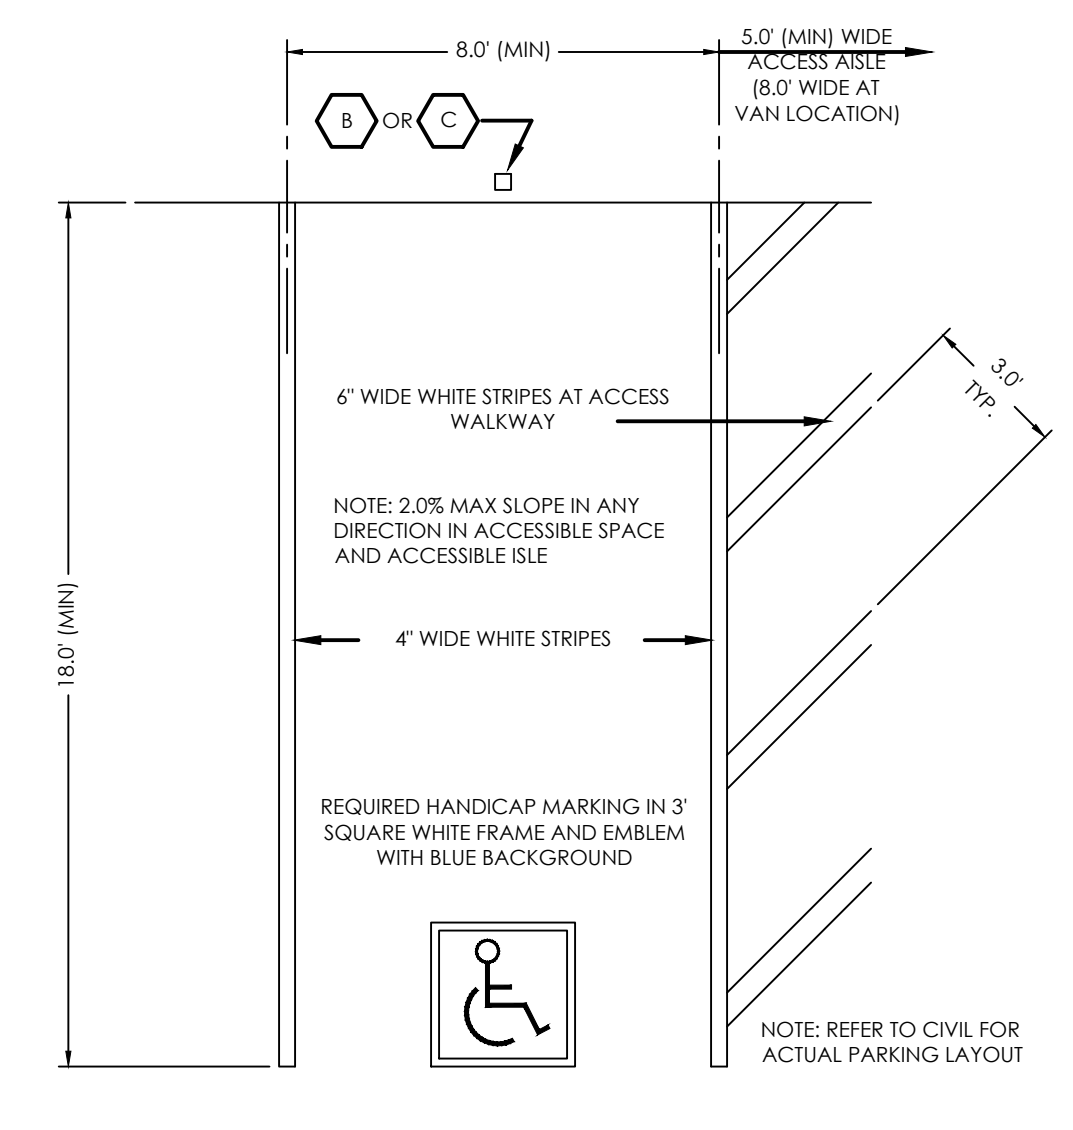 8.0' (MIN)
5.0' (MIN) WIDE
ACCESS AISLE
(8.0' WIDE AT
VAN LOCATION)
B OR C
3.0'
TYP.
6" WIDE WHITE STRIPES AT ACCESS
WALKWAY
NOTE: 2.0% MAX SLOPE IN ANY
DIRECTION IN ACCESSIBLE SPACE
AND ACCESSIBLE ISLE
18.0' (MIN)
4" WIDE WHITE STRIPES
REQUIRED HANDICAP MARKING IN 3'
SQUARE WHITE FRAME AND EMBLEM
WITH BLUE BACKGROUND
NOTE: REFER TO CIVIL FOR
ACTUAL PARKING LAYOUT